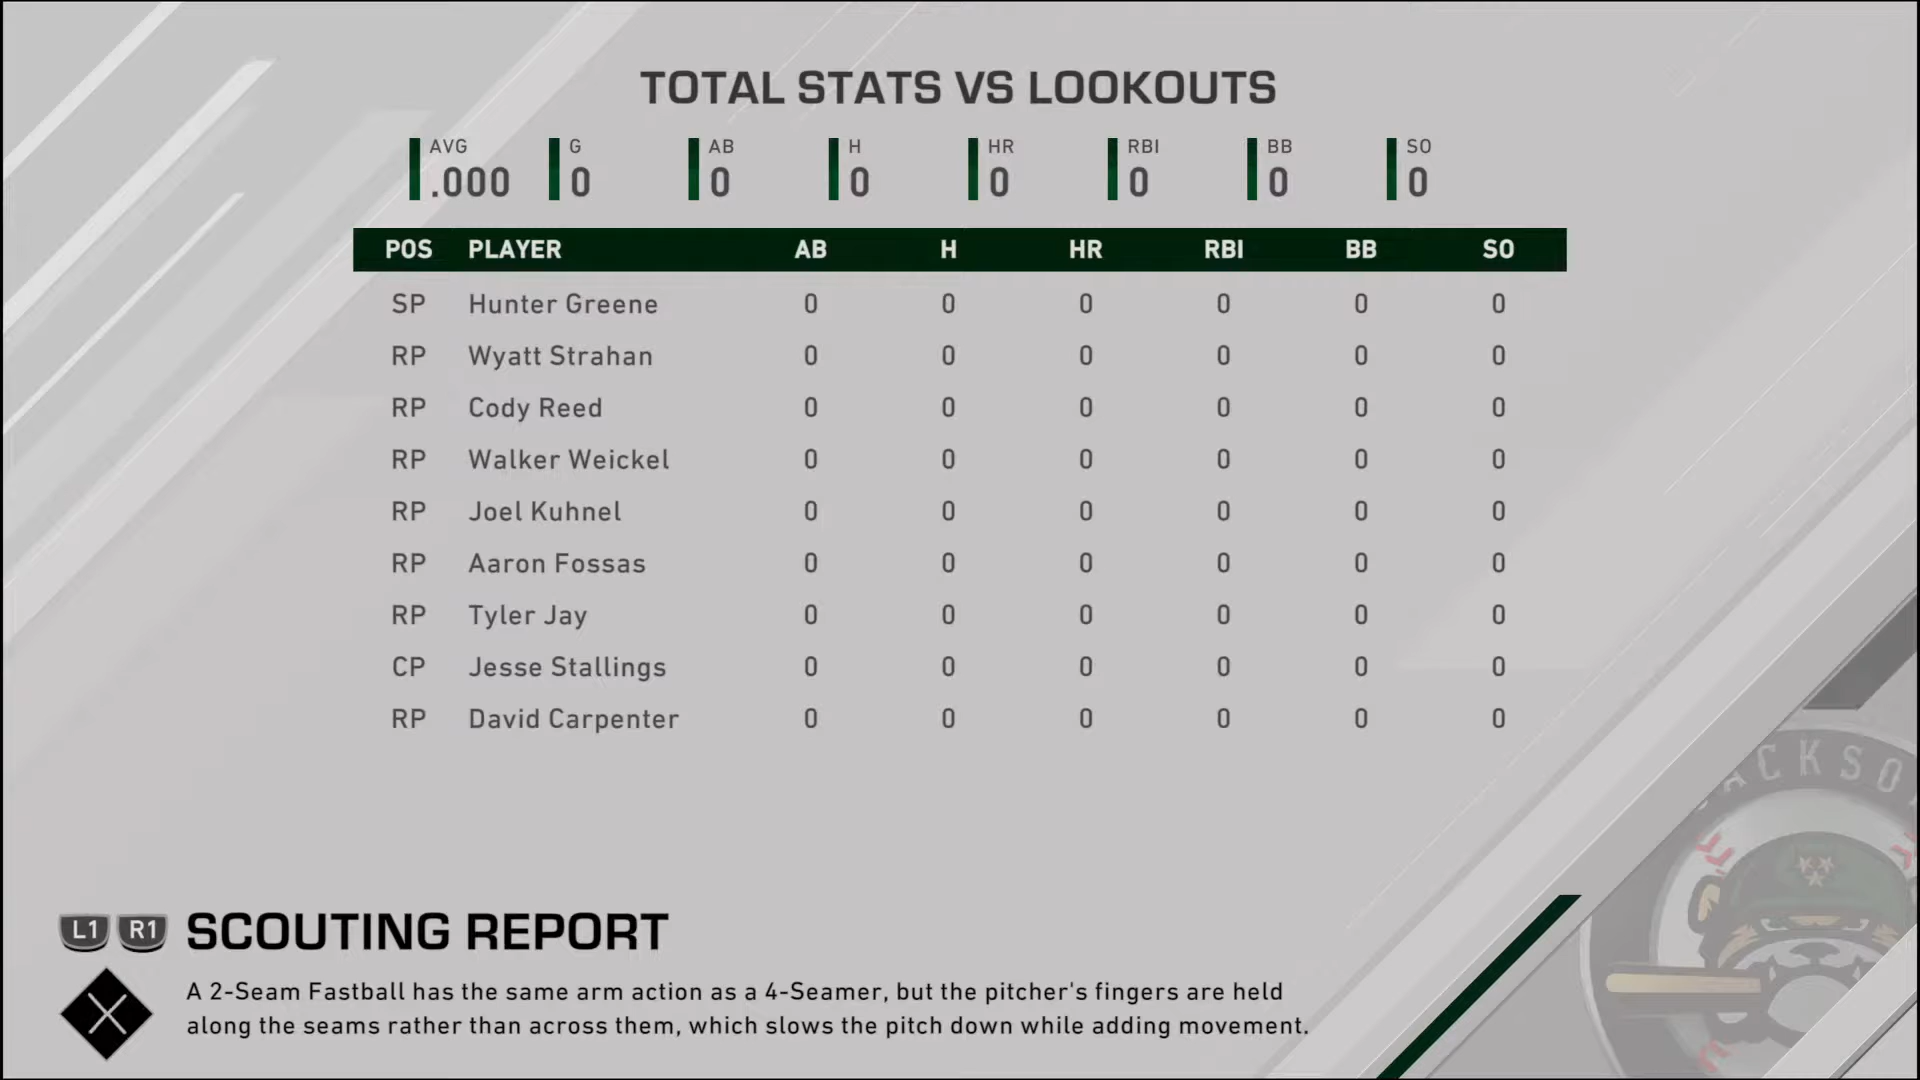 TOTAL STATS VS LOOKOUTS
AVG G AB H HR RBI BB SO
.000 0 0 0 0 0 0 0
POS PLAYER AB H HR RBI BB SO
SP Hunter Greene 0 0 0 0 0 0
RP Wyatt Strahan 0 0 0 0 0 0
RP Cody Reed 0 0 0 0 0 0
RP Walker Weickel 0 0 0 0 0 0
RP Joel Kuhnel 0 0 0 0 0 0
RP Aaron Fossas 0 0 0 0 0 0
RP Tyler Jay 0 0 0 0 0 0
CP Jesse Stallings 0 0 0 0 0 0
RP David Carpenter 0 0 0 0 0 0
L1 R1 SCOUTING REPORT
A 2-Seam Fastball has the same arm action as a 4-Seamer, but the pitcher's fingers are held
along the seams rather than across them, which slows the pitch down while adding movement.